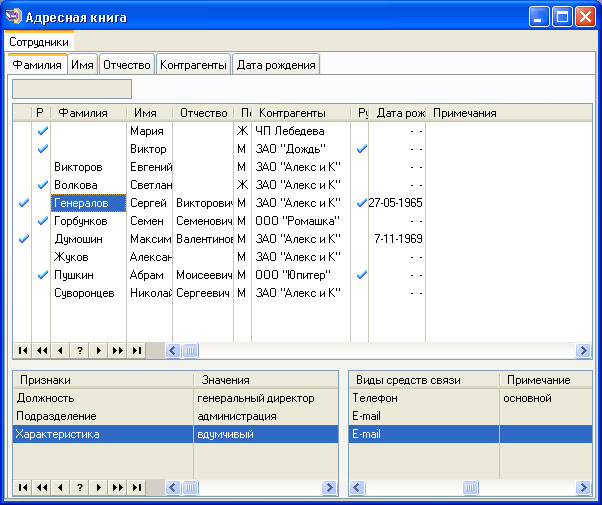 Адресная книга
Сотрудники
Фамилия Имя Отчество Контрагенты Дата рождения
Р Фамилия Имя Отчество По Контрагенты Ру Дата рож Примечания
Мария Ж ЧП Лебедева - -
Виктор М ЗАО "Дождь" - -
Викторов Евгений М ЗАО "Алекс и К" - -
Волкова Светлан Ж ЗАО "Алекс и К" - -
Генералов Сергей Викторович М ЗАО "Алекс и К" 27-05-1965
Горбунков Семен Семенович М ООО "Ромашка" - -
Думошин Максим Валентинов М ЗАО "Алекс и К" 7-11-1969
Жуков Алексан М ЗАО "Алекс и К" - -
Пушкин Абрам Моисеевич М ООО "Юпитер" - -
Суворонцев Николай Сергеевич М ЗАО "Алекс и К" - -
?
Признаки Значения
Должность генеральный директор
Подразделение администрация
Характеристика вдумчивый
?
Виды средств связи Примечание
Телефон основной
E-mail
E-mail